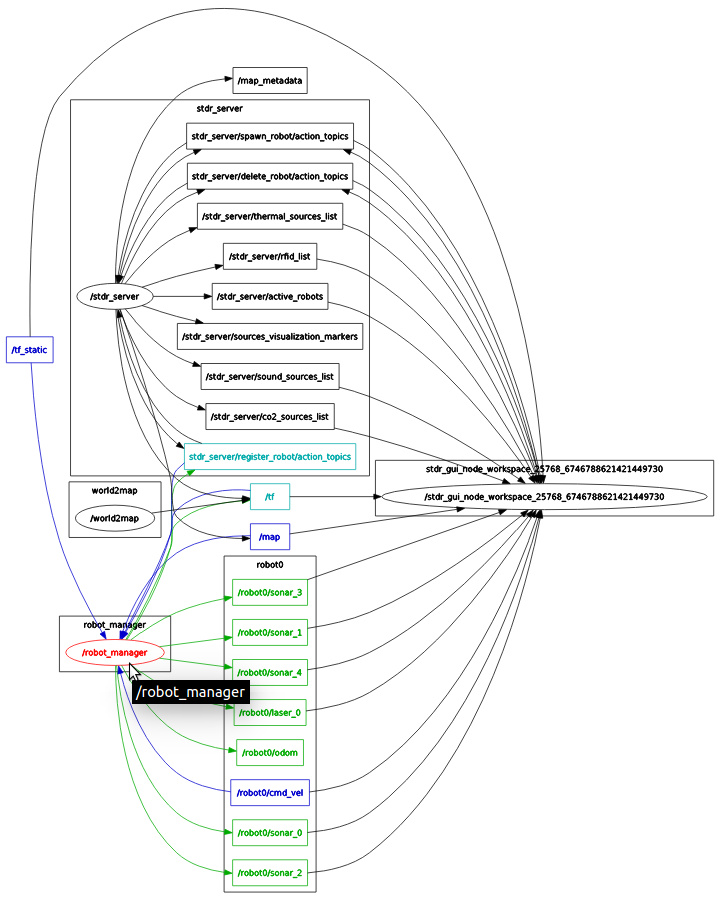 /map_metadata
stdr_server
stdr_server/spawn_robot/action_topics
stdr_server/delete_robot/action_topics
/stdr_server/thermal_sources_list
/stdr_server/rfid_list
/stdr_server
/stdr_server/active_robots
/stdr_server/sources_visualization_markers
/tf_static
/stdr_server/sound_sources_list
/stdr_server/co2_sources_list
stdr_server/register_robot/action_topics
stdr_gui_node_workspace_25768_6746788621421449730
/stdr_gui_node_workspace_25768_6746788621421449730
world2map
/world2map
/tf
/map
robot0
/robot0/sonar_3
robot_manager
/robot0/sonar_1
/robot_manager
/robot0/sonar_4
/robot_manager
/robot0/laser_0
/robot0/odom
/robot0/cmd_vel
/robot0/sonar_0
/robot0/sonar_2